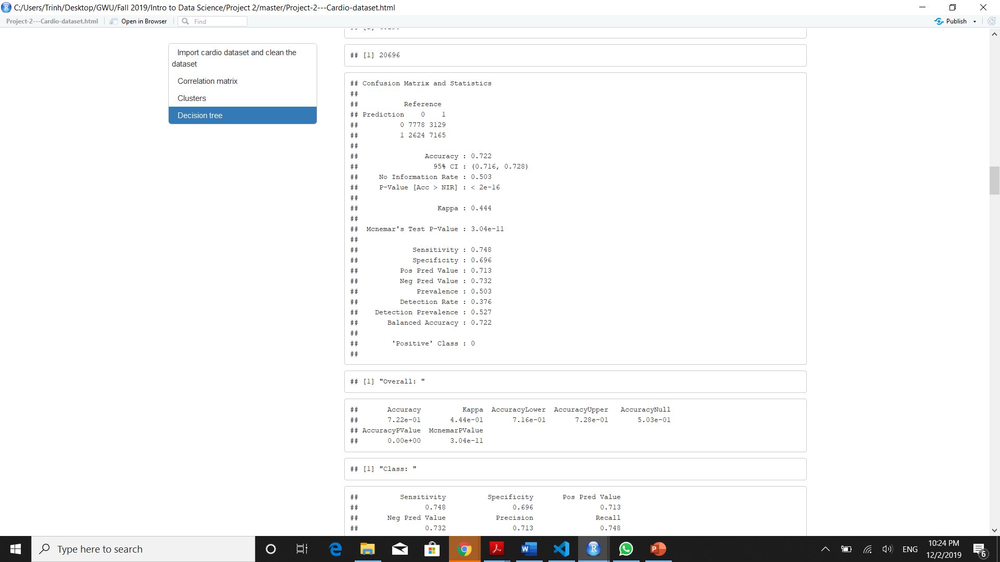 C:/Users/Trinh/Desktop/GWU/Fall 2019/Intro to Data Science/Project 2/master/Project-2---Cardio-dataset.html
Project-2---Cardio-dataset.html Open in Browser Find Publish
Import cardio dataset and clean the
dataset
Correlation matrix
Clusters
Decision tree
## [1] 20696
## Confusion Matrix and Statistics
##
## Reference
## Prediction 0 1
## 0 7778 3129
## 1 2624 7165
##
## Accuracy : 0.722
## 95% CI : (0.716, 0.728)
## No Information Rate : 0.503
## P-Value [Acc > NIR] : < 2e-16
##
## Kappa : 0.444
##
## Mcnemar's Test P-Value : 3.04e-11
##
## Sensitivity : 0.748
## Specificity : 0.696
## Pos Pred Value : 0.713
## Neg Pred Value : 0.732
## Prevalence : 0.503
## Detection Rate : 0.376
## Detection Prevalence : 0.527
## Balanced Accuracy : 0.722
##
## 'Positive' Class : 0
##
## [1] "Overall: "
## Accuracy Kappa AccuracyLower AccuracyUpper AccuracyNull
## 7.22e-01 4.44e-01 7.16e-01 7.28e-01 5.03e-01
## AccuracyPValue McnemarPValue
## 0.00e+00 3.04e-11
## [1] "Class: "
## Sensitivity Specificity Pos Pred Value
## 0.748 0.696 0.713
## Neg Pred Value Precision Recall
## 0.732 0.713 0.748
Type here to search
ENG
10:24 PM
12/2/2019
6